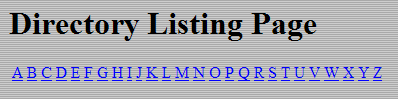 Directory Listing Page
A B C D E F G H I J K L M N O P Q R S T U V W X Y Z